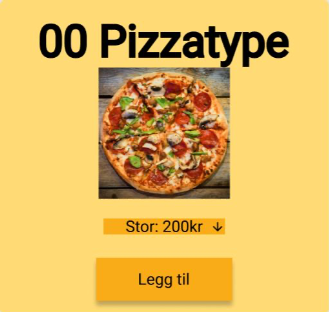 00 Pizzatype
Stor: 200kr ↓
Legg til